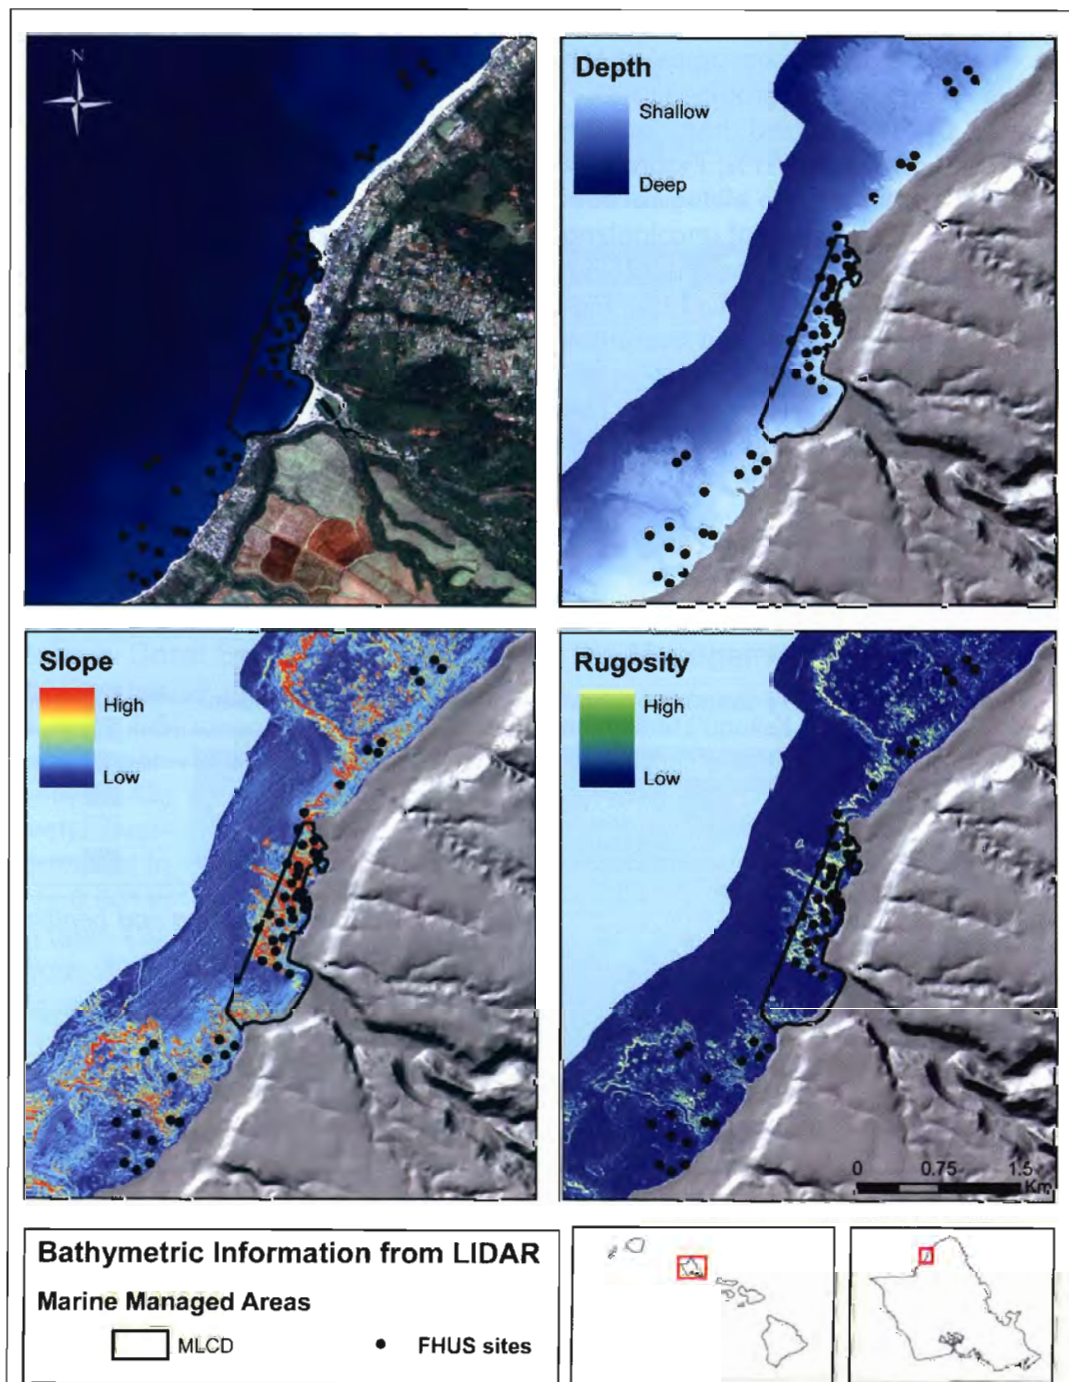 N
Depth
Shallow
Deep
Slope
High
Low
Rugosity
High
Low
0 0.75 1.5
Km
Bathymetric Information from LIDAR
Marine Managed Areas
MLCD
FHUS sites